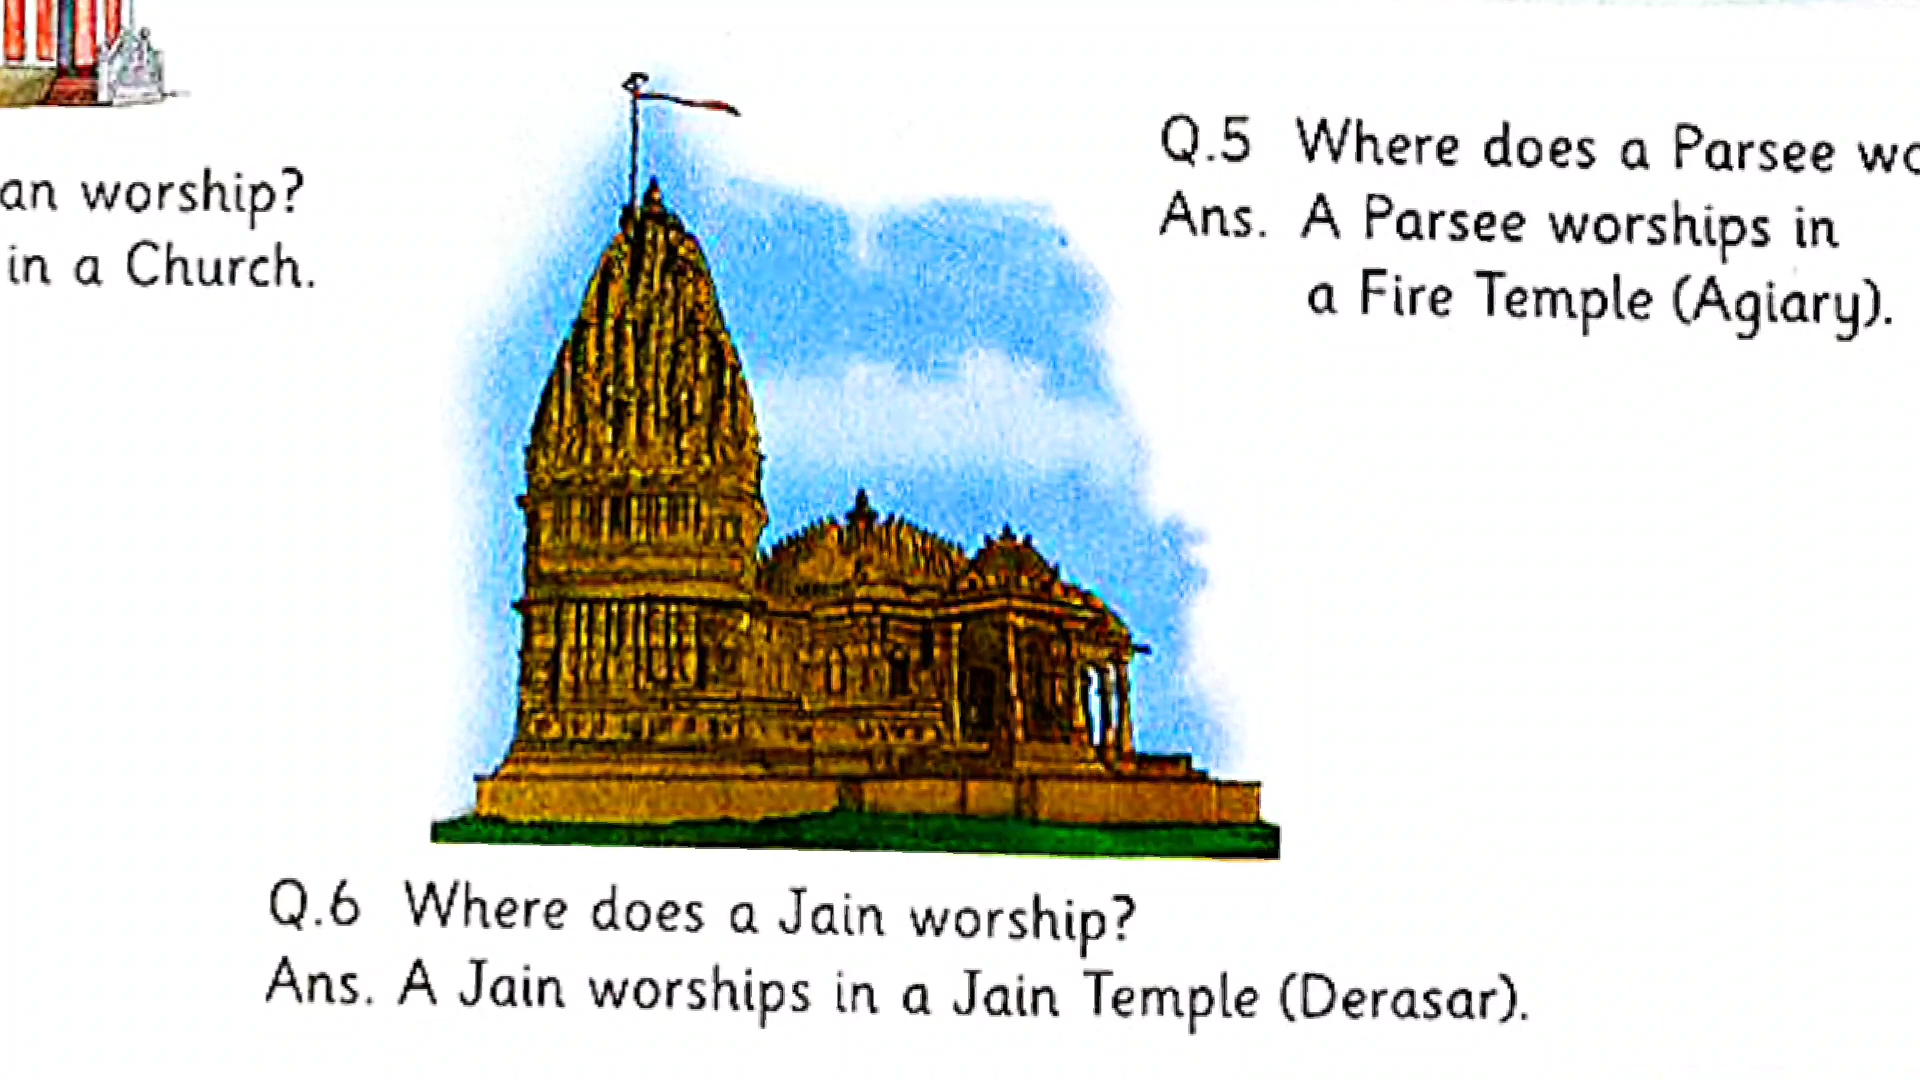 an worship?
in a Church.
Q.5 Where does a Parsee
Ans. A Parsee worships in
a Fire Temple (Agiary).
Q.6 Where does a Jain worship?
Ans. A Jain worships in a Jain Temple (Derasar).